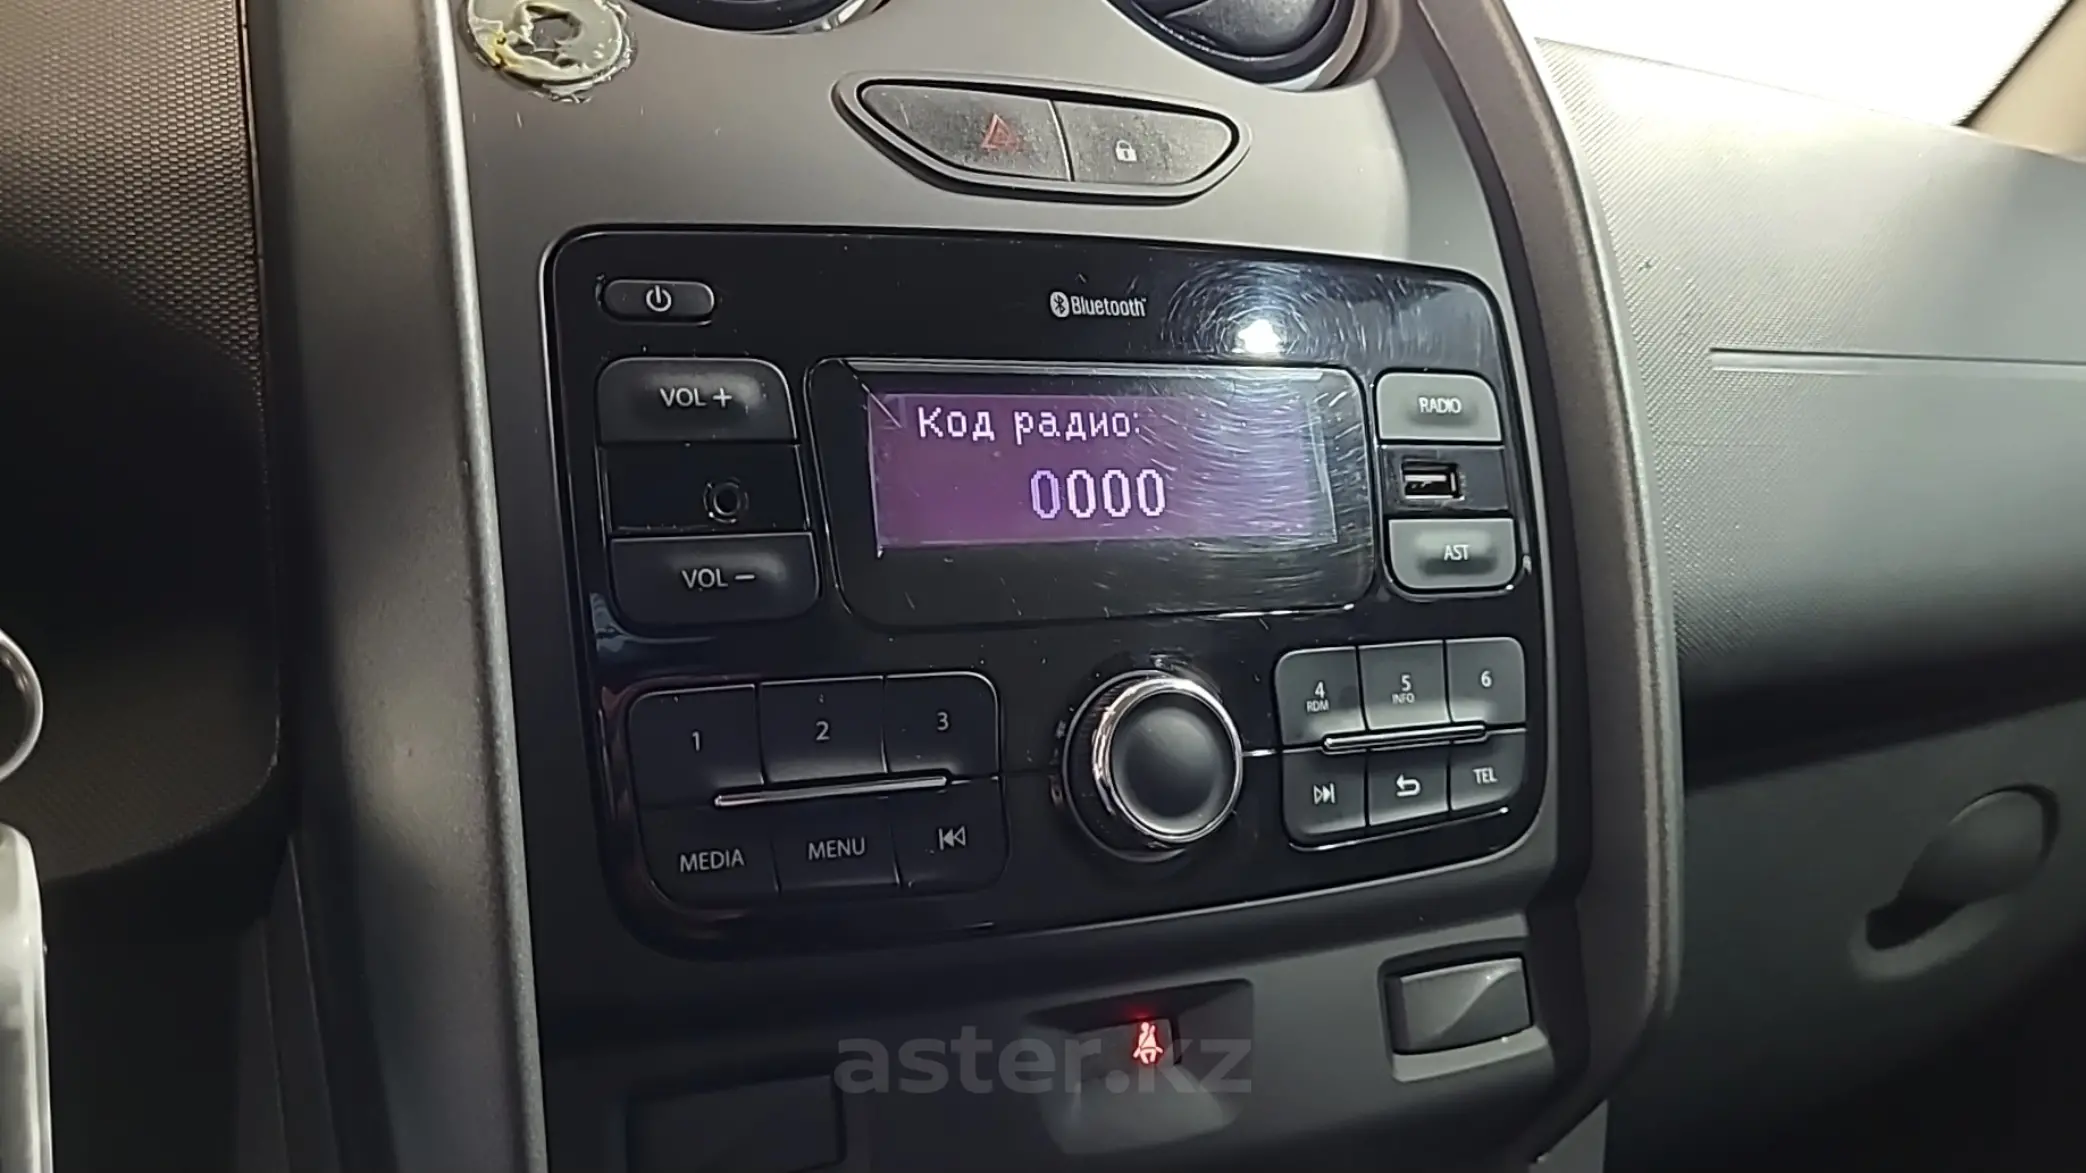 Bluetooth
VOL +
Код радио:
RADIO
0000
VOL −
AST
1
2
3
4
RDM
5
INFO
6
MEDIA
MENU
TEL
aster.kz